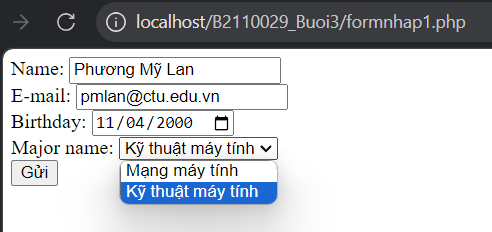 localhost/B2110029_Buoi3/formnhap1.php
Name: Phương Mỹ Lan
E-mail: pmlan@ctu.edu.vn
Birthday: 11/04/2000
Major name: Kỹ thuật máy tính
Mạng máy tính
Kỹ thuật máy tính
Gửi